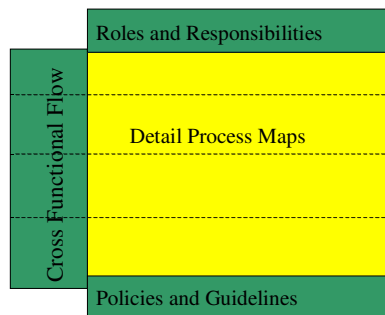 Roles and Responsibilities
Cross Functional Flow
Detail Process Maps
Policies and Guidelines